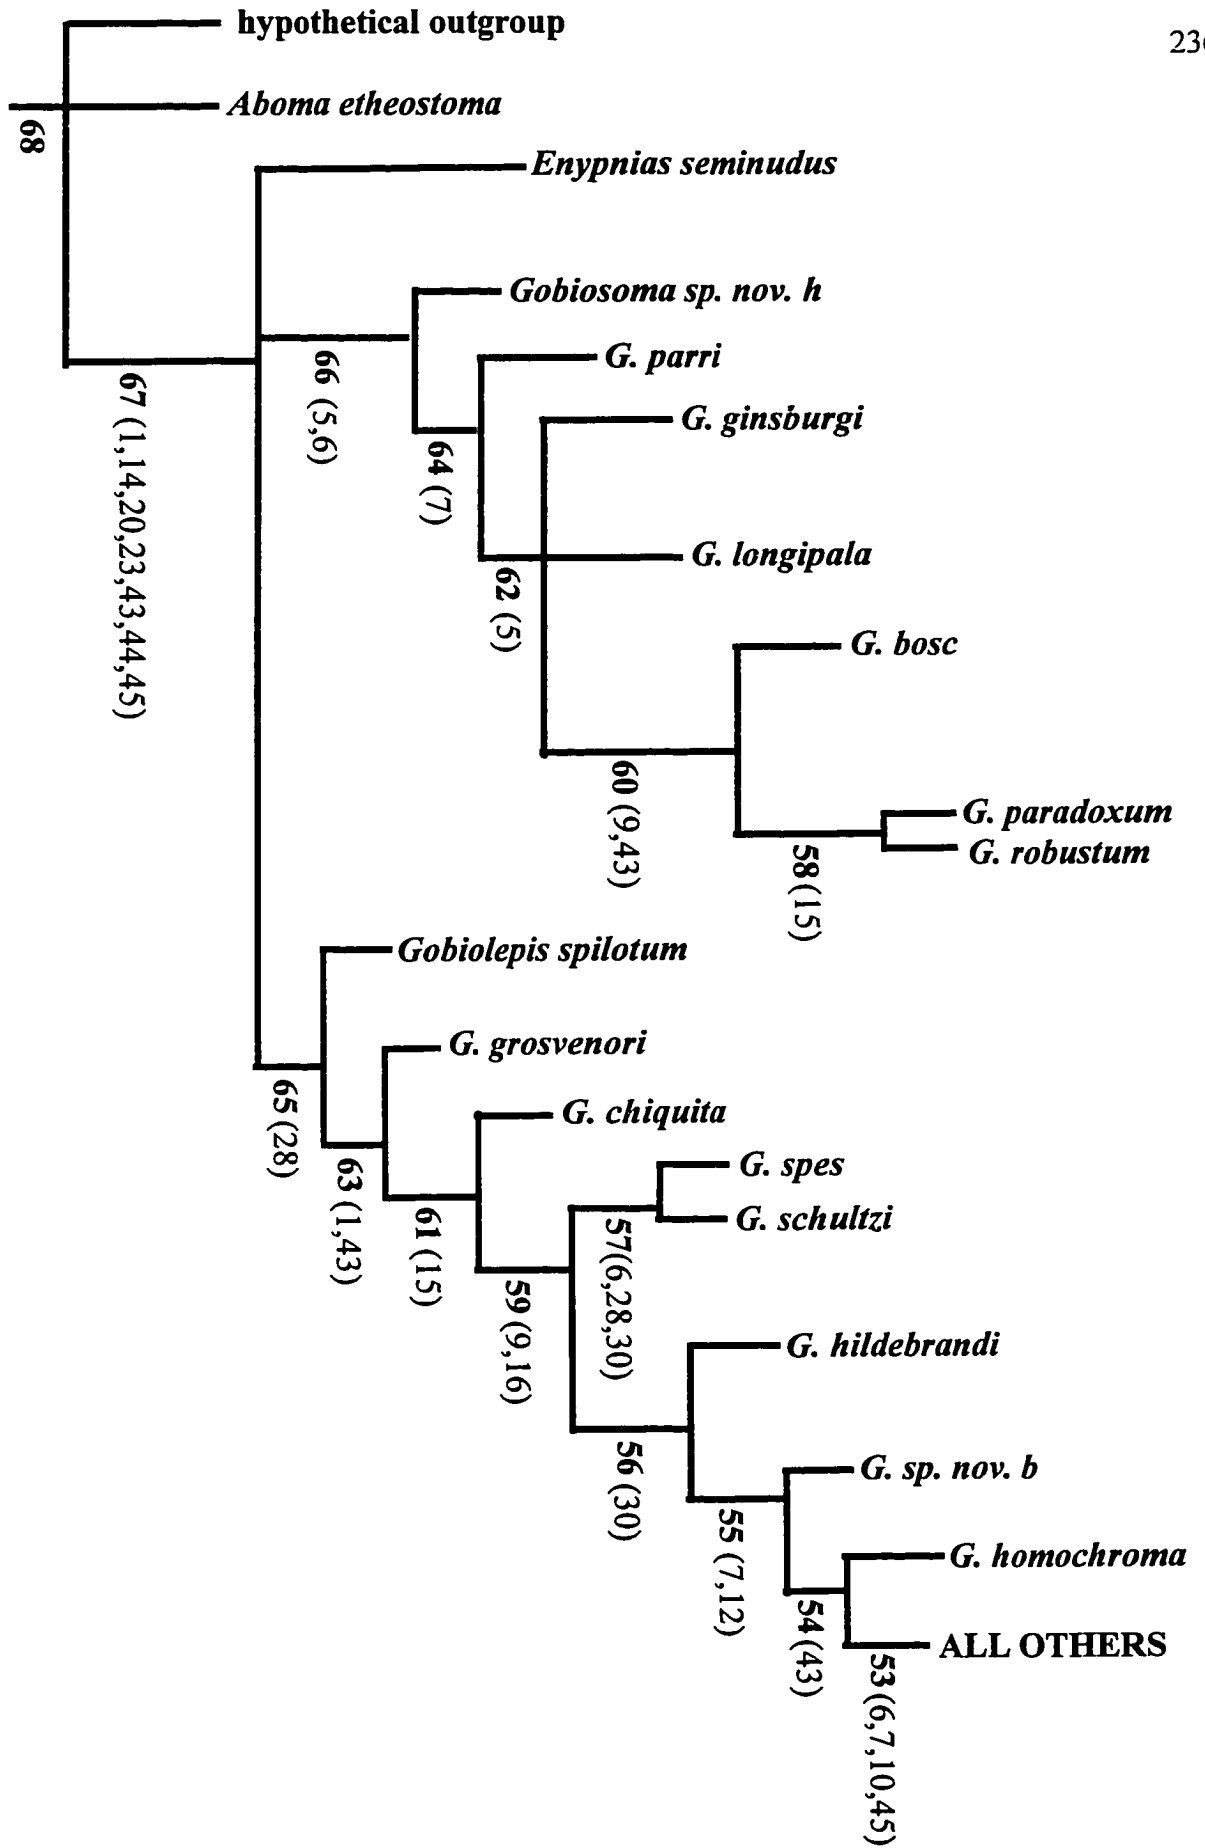 hypothetical outgroup
236
Aboma etheostoma
68
Enypnias seminudus
Gobiosoma sp. nov. h
G. parri
66 (5,6)
67 (1,14,20,23,43,44,45)
G. ginsburgi
64 (7)
G. longipala
62 (5)
G. bosc
60 (9,43)
G. paradoxum
G. robustum
58 (15)
Gobiolepis spilotum
G. grosvenori
65 (28)
G. chiquita
63 (1,43)
G. spes
61 (15)
G. schultzi
57(6,28,30)
59 (9,16)
G. hildebrandi
56 (30)
G. sp. nov. b
55 (7,12)
G. homochroma
54 (43)
ALL OTHERS
53 (6,7,10,45)